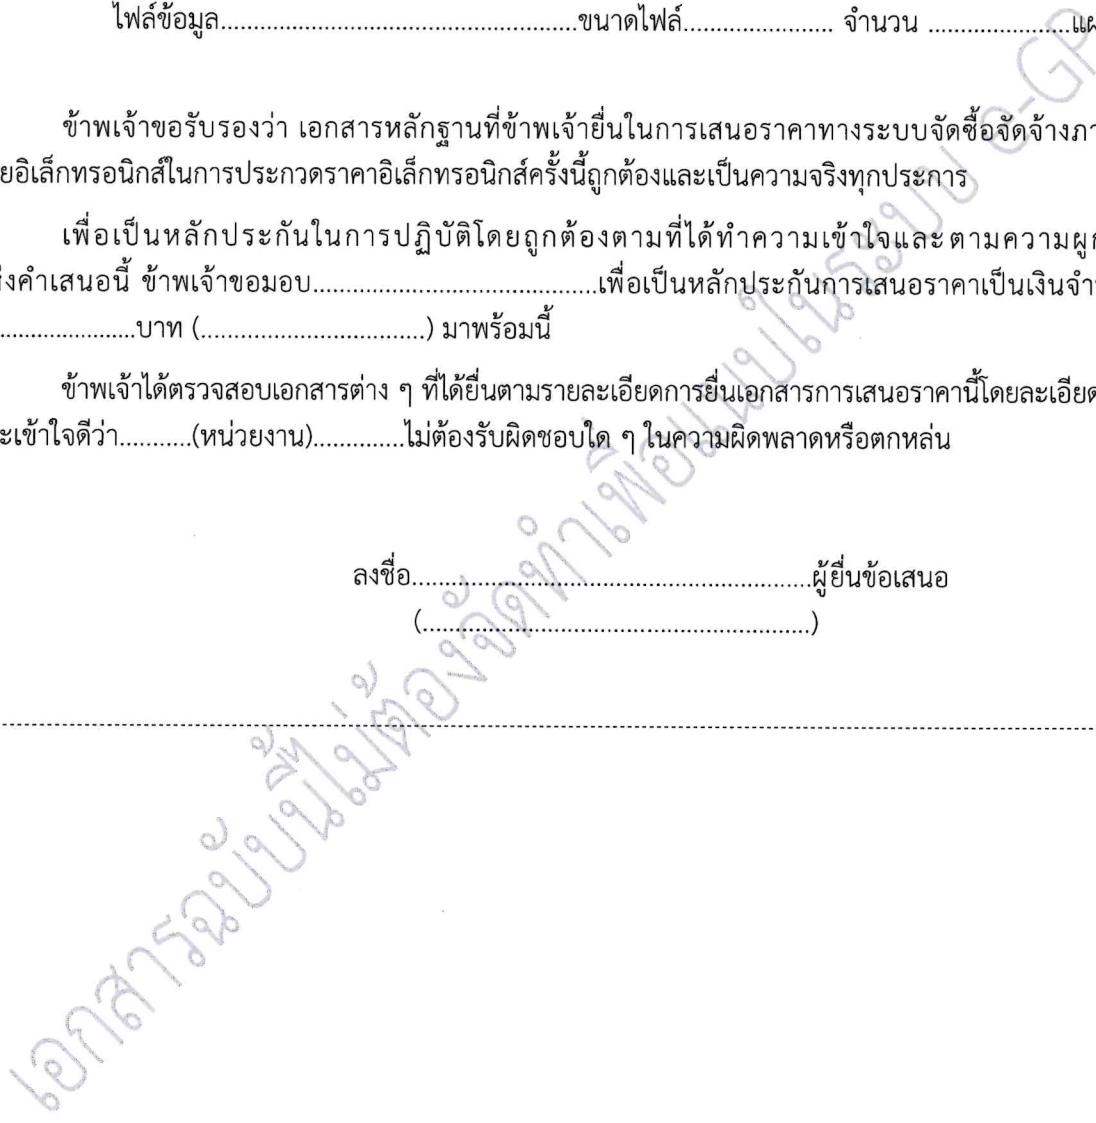 ไฟล์ข้อมูล.......................................................ขนาดไฟล์....................... จำนวน ......................แผ
ข้าพเจ้าขอรับรองว่า เอกสารหลักฐานที่ข้าพเจ้ายื่นในการเสนอราคาทางระบบจัดซื้อจัดจ้างภา
ยอิเล็กทรอนิกส์ในการประกวดราคาอิเล็กทรอนิกส์ครั้งนี้ถูกต้องและเป็นความจริงทุกประการ
เพื่อเป็นหลักประกันในการปฏิบัติโดยถูกต้องตามที่ได้ทำความเข้าใจและตามความผูก
ห่งคำเสนอนี้ ข้าพเจ้าขอมอบ............................................เพื่อเป็นหลักประกันการเสนอราคาเป็นเงินจำ
.....................บาท (...................................) มาพร้อมนี้
ข้าพเจ้าได้ตรวจสอบเอกสารต่าง ๆ ที่ได้ยื่นตามรายละเอียดการยื่นเอกสารการเสนอราคานี้โดยละเอียด
ะเข้าใจดีว่า...........(หน่วยงาน)..............ไม่ต้องรับผิดชอบใด ๆ ในความผิดพลาดหรือตกหล่น
ลงชื่อ..............................................................ผู้ยื่นข้อเสนอ
(............................................................)
เอกสารฉบับนี้ไม่ต้องจัดทำเพื่อแนบในระบบ e-GP